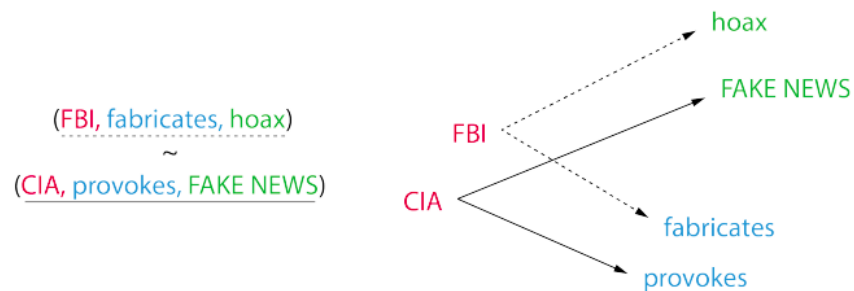 (FBI, fabricates, hoax)
~
(CIA, provokes, FAKE NEWS)
hoax
FAKE NEWS
FBI
CIA
fabricates
provokes